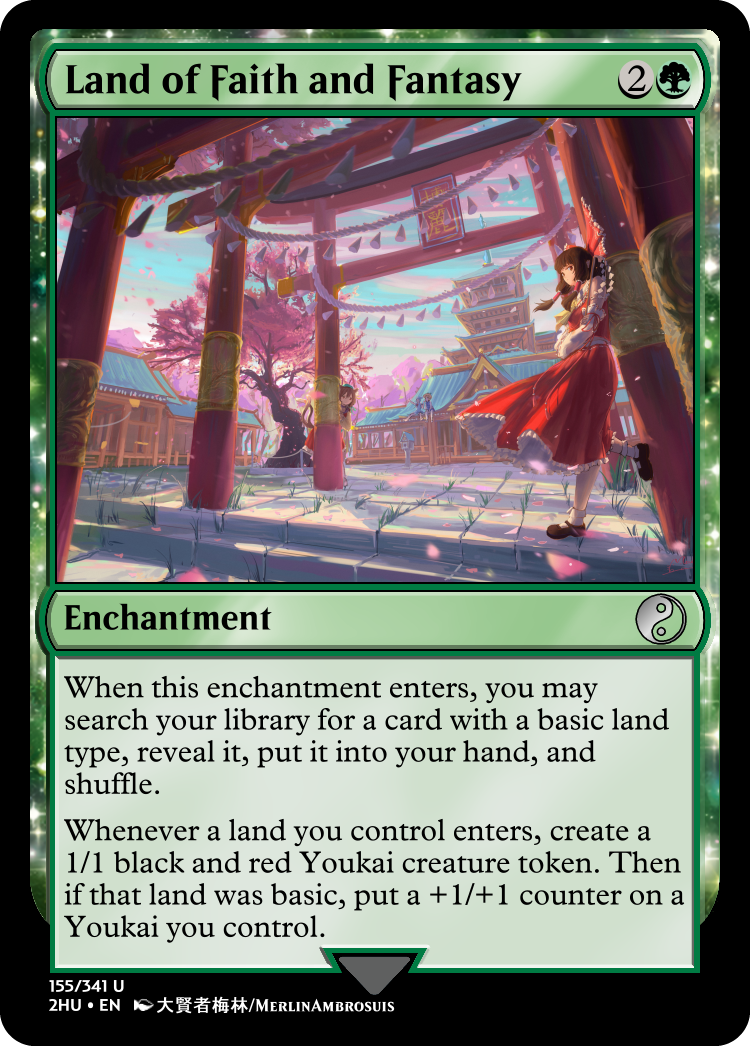 Land of Faith and Fantasy
2
Enchantment
When this enchantment enters, you may
search your library for a card with a basic land
type, reveal it, put it into your hand, and
shuffle.
Whenever a land you control enters, create a
1/1 black and red Youkai creature token. Then
if that land was basic, put a +1/+1 counter on a
Youkai you control.
155/341 U
2HU • EN 大賢者梅林/MerlinAmbrosuis